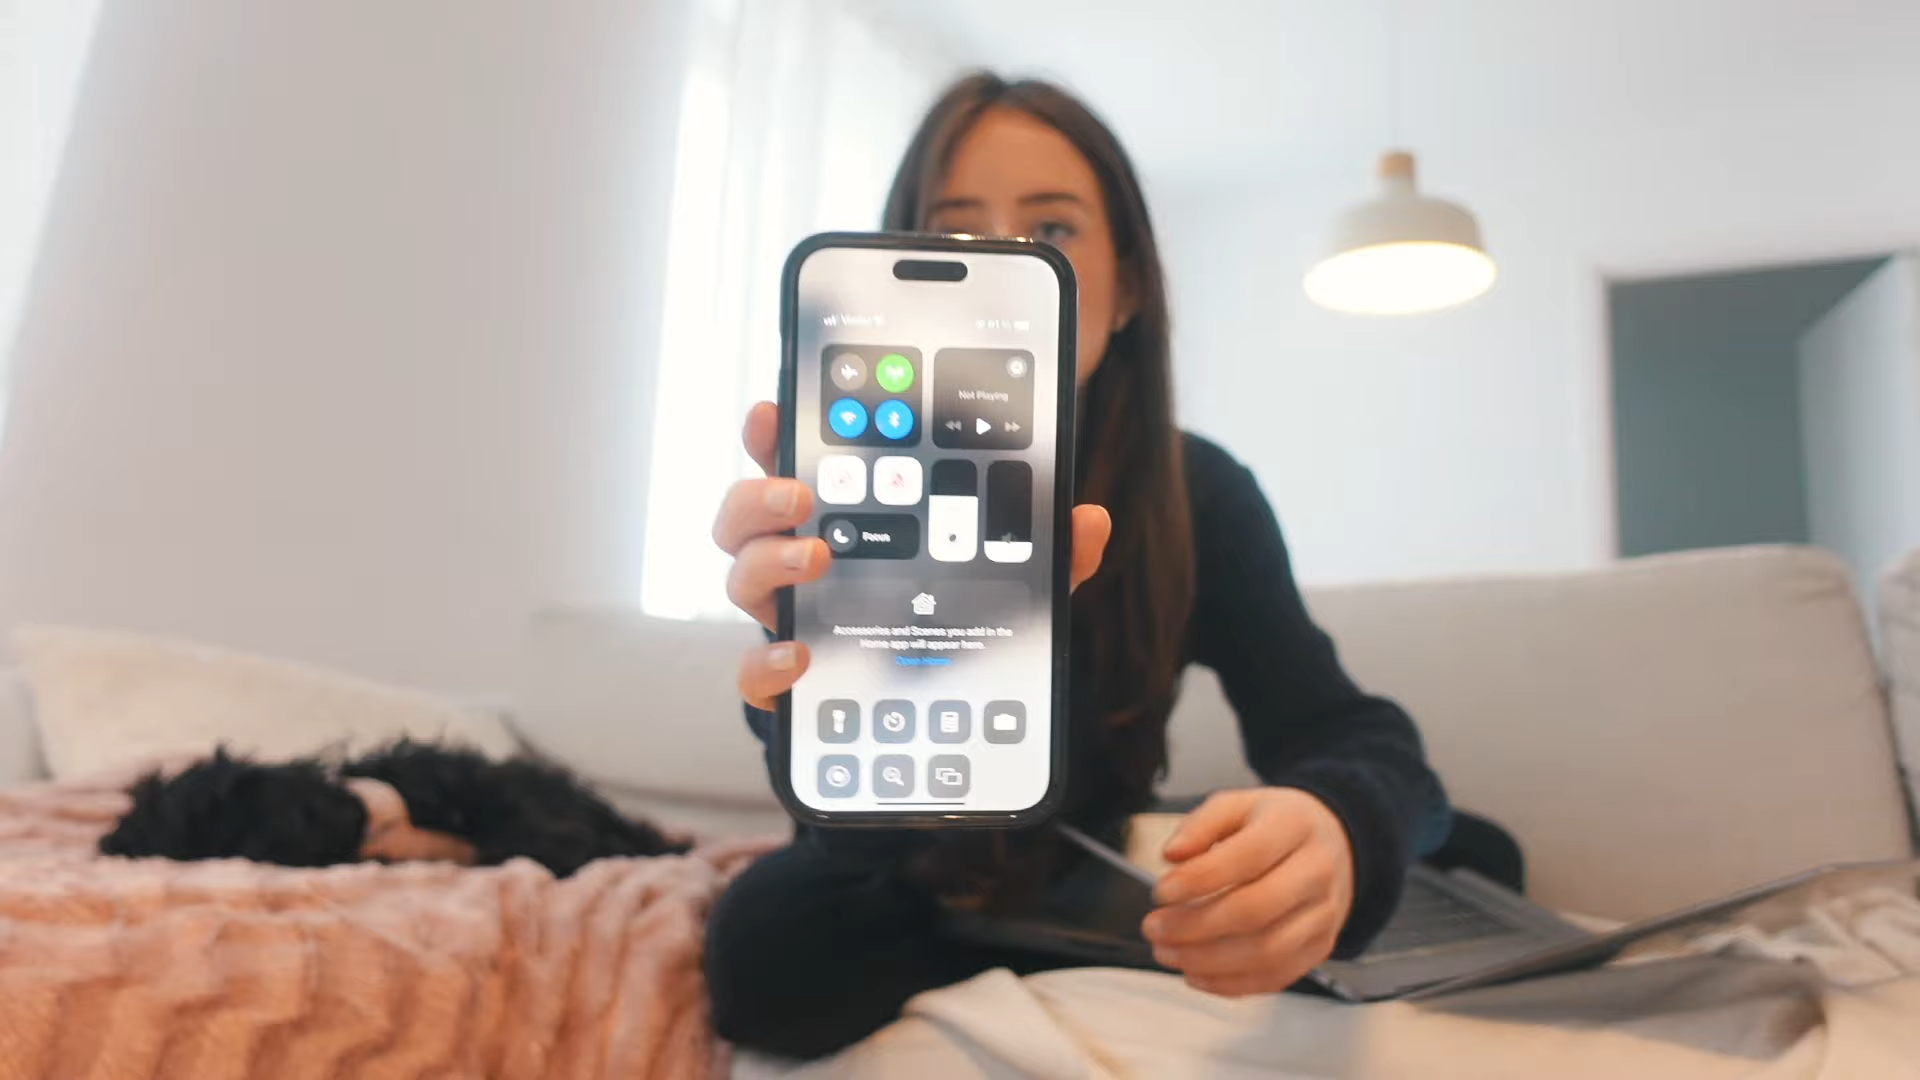 Not Playing
Focus
Accessories and Scenes you add in the
Home app will appear here.
Open Home